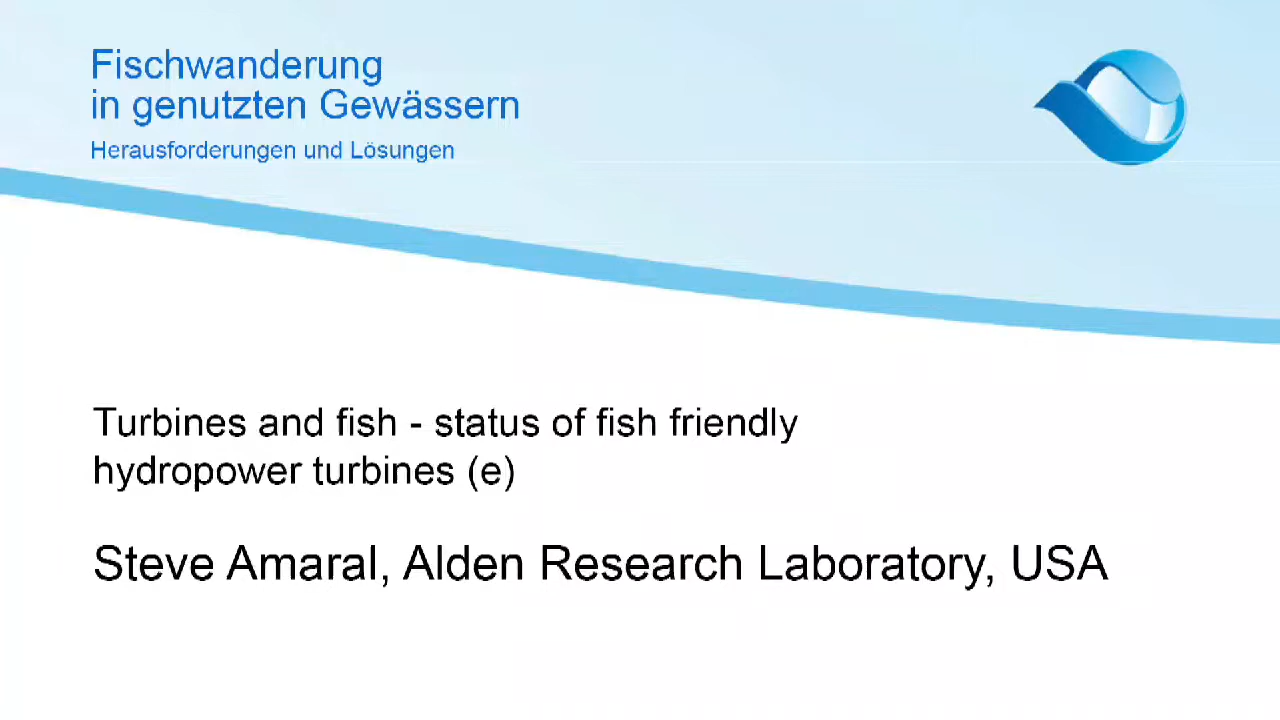 Fischwanderung
in genutzten Gewässern
Herausforderungen und Lösungen
Turbines and fish - status of fish friendly
hydropower turbines (e)
Steve Amaral, Alden Research Laboratory, USA